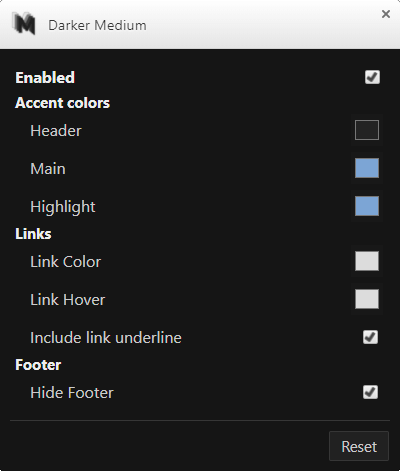 Darker Medium
Enabled
Accent colors
Header
Main
Highlight
Links
Link Color
Link Hover
Include link underline
Footer
Hide Footer
Reset